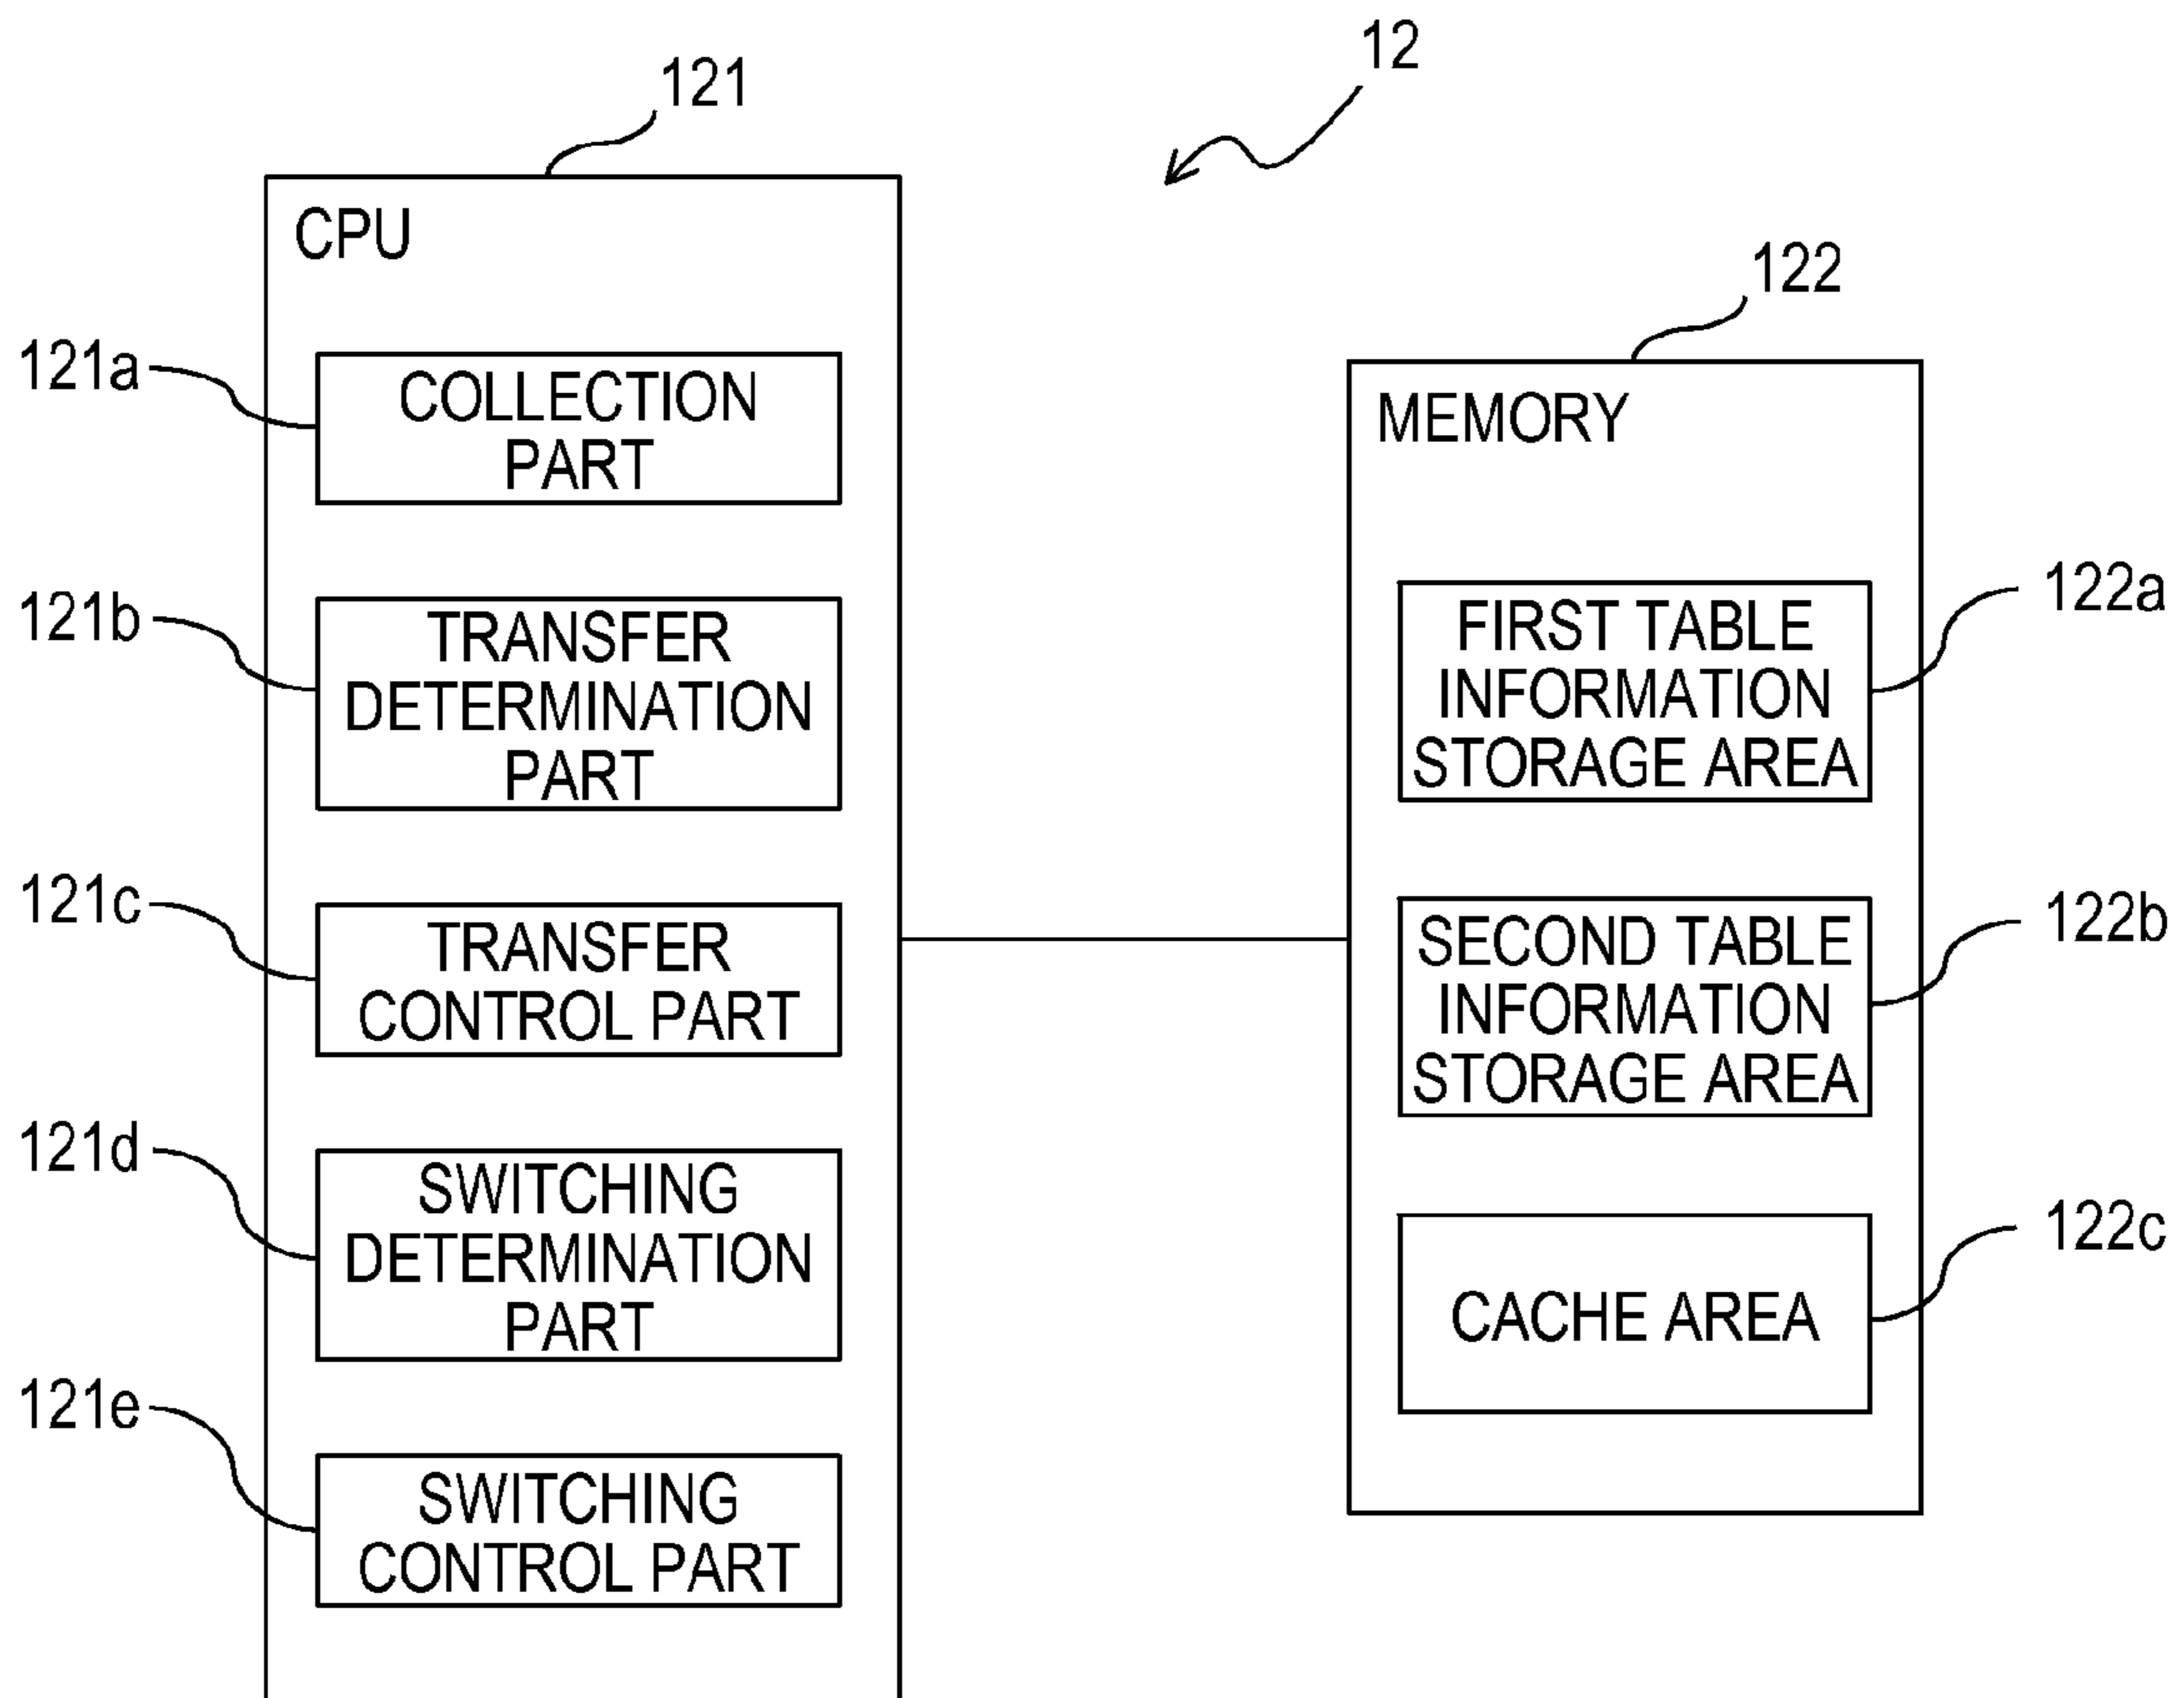 12
121
CPU
121a
COLLECTION
PART
121b
TRANSFER
DETERMINATION
PART
121c
TRANSFER
CONTROL PART
121d
SWITCHING
DETERMINATION
PART
121e
SWITCHING
CONTROL PART
122
MEMORY
122a
FIRST TABLE
INFORMATION
STORAGE AREA
122b
SECOND TABLE
INFORMATION
STORAGE AREA
122c
CACHE AREA